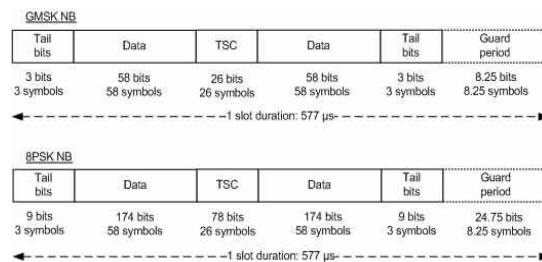 GMSK NB
Tail bits Data TSC Data Tail bits Guard period
3 bits 58 bits 26 bits 58 bits 3 bits 8.25 bits
3 symbols 58 symbols 26 symbols 58 symbols 3 symbols 8.25 symbols
1 slot duration: 577 µs
8PSK NB
Tail bits Data TSC Data Tail bits Guard period
9 bits 174 bits 78 bits 174 bits 9 bits 24.75 bits
3 symbols 58 symbols 26 symbols 58 symbols 3 symbols 8.25 symbols
1 slot duration: 577 µs